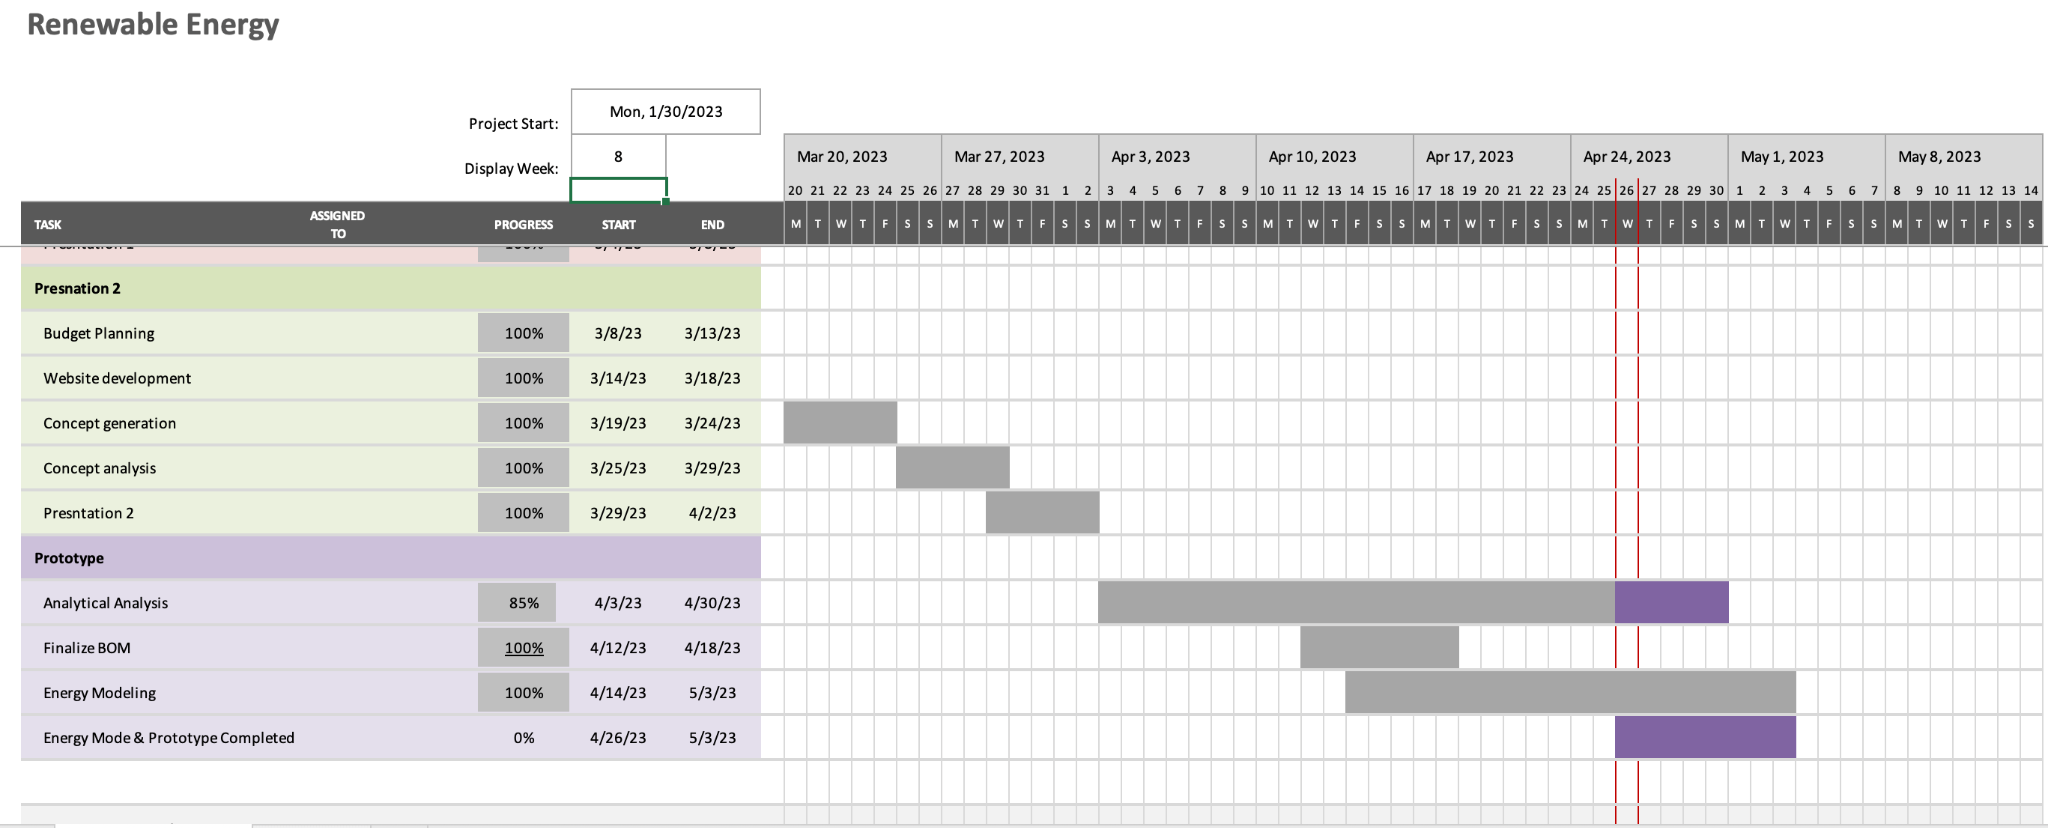 Renewable Energy
Project Start: Mon, 1/30/2023
Display Week: 8
Mar 20, 2023 Mar 27, 2023 Apr 3, 2023 Apr 10, 2023 Apr 17, 2023 Apr 24, 2023 May 1, 2023 May 8, 2023
20 21 22 23 24 25 26 27 28 29 30 31 1 2 3 4 5 6 7 8 9 10 11 12 13 14 15 16 17 18 19 20 21 22 23 24 25 26 27 28 29 30 1 2 3 4 5 6 7 8 9 10 11 12 13 14
TASK ASSIGNED TO PROGRESS START END M T W T F S S M T W T F S S M T W T F S S M T W T F S S M T W T F S S M T W T F S S M T W T F S S M T W T F S S
Presnation 2
Budget Planning 100% 3/8/23 3/13/23
Website development 100% 3/14/23 3/18/23
Concept generation 100% 3/19/23 3/24/23
Concept analysis 100% 3/25/23 3/29/23
Presntation 2 100% 3/29/23 4/2/23
Prototype
Analytical Analysis 85% 4/3/23 4/30/23
Finalize BOM 100% 4/12/23 4/18/23
Energy Modeling 100% 4/14/23 5/3/23
Energy Mode & Prototype Completed 0% 4/26/23 5/3/23